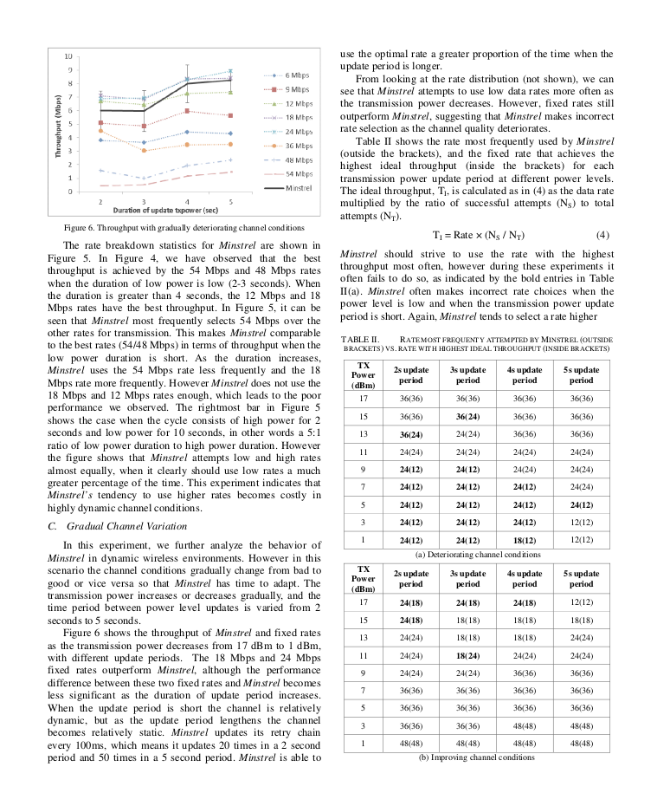 10
9
8
7
6
5
4
3
2
1
0
Throughput (Mbps)
2 3 4 5
Duration of update txpower (sec)
6 Mbps
9 Mbps
12 Mbps
18 Mbps
24 Mbps
36 Mbps
48 Mbps
54 Mbps
Minstrel
Figure 6. Throughput with gradually deteriorating channel conditions
The rate breakdown statistics for Minstrel are shown in
Figure 5. In Figure 4, we have observed that the best
throughput is achieved by the 54 Mbps and 48 Mbps rates
when the duration of low power is low (2-3 seconds). When
the duration is greater than 4 seconds, the 12 Mbps and 18
Mbps rates have the best throughput. In Figure 5, it can be
seen that Minstrel most frequently selects 54 Mbps over the
other rates for transmission. This makes Minstrel comparable
to the best rates (54/48 Mbps) in terms of throughput when the
low power duration is short. As the duration increases,
Minstrel uses the 54 Mbps rate less frequently and the 18
Mbps rate more frequently. However Minstrel does not use the
18 Mbps and 12 Mbps rates enough, which leads to the poor
performance we observed. The rightmost bar in Figure 5
shows the case when the cycle consists of high power for 2
seconds and low power for 10 seconds, in other words a 5:1
ratio of low power duration to high power duration. However
the figure shows that Minstrel attempts low and high rates
almost equally, when it clearly should use low rates a much
greater percentage of the time. This experiment indicates that
Minstrel's tendency to use higher rates becomes costly in
highly dynamic channel conditions.
C. Gradual Channel Variation
In this experiment, we further analyze the behavior of
Minstrel in dynamic wireless environments. However in this
scenario the channel conditions gradually change from bad to
good or vice versa so that Minstrel has time to adapt. The
transmission power increases or decreases gradually, and the
time period between power level updates is varied from 2
seconds to 5 seconds.
Figure 6 shows the throughput of Minstrel and fixed rates
as the transmission power decreases from 17 dBm to 1 dBm,
with different update periods. The 18 Mbps and 24 Mbps
fixed rates outperform Minstrel, although the performance
difference between these two fixed rates and Minstrel becomes
less significant as the duration of update period increases.
When the update period is short the channel is relatively
dynamic, but as the update period lengthens the channel
becomes relatively static. Minstrel updates its retry chain
every 100ms, which means it updates 20 times in a 2 second
period and 50 times in a 5 second period. Minstrel is able to
use the optimal rate a greater proportion of the time when the
update period is longer.
From looking at the rate distribution (not shown), we can
see that Minstrel attempts to use low data rates more often as
the transmission power decreases. However, fixed rates still
outperform Minstrel, suggesting that Minstrel makes incorrect
rate selection as the channel quality deteriorates.
Table II shows the rate most frequently used by Minstrel
(outside the brackets), and the fixed rate that achieves the
highest ideal throughput (inside the brackets) for each
transmission power update period at different power levels.
The ideal throughput, TI, is calculated as in (4) as the data rate
multiplied by the ratio of successful attempts (NS) to total
attempts (NT).
TI = Rate × (NS / NT) (4)
Minstrel should strive to use the rate with the highest
throughput most often, however during these experiments it
often fails to do so, as indicated by the bold entries in Table
II(a). Minstrel often makes incorrect rate choices when the
power level is low and when the transmission power update
period is short. Again, Minstrel tends to select a rate higher
TABLE II. RATE MOST FREQUENTY ATTEMPTED BY MINSTREL (OUTSIDE
BRACKETS) VS. RATE WITH HIGHEST IDEAL THROUGHPUT (INSIDE BRACKETS)
TX Power (dBm) 2s update period 3s update period 4s update period 5s update period
17 36(36) 36(36) 36(36) 36(36)
15 36(36) 36(24) 36(36) 36(36)
13 36(24) 24(24) 36(36) 36(36)
11 24(24) 24(24) 24(24) 24(24)
9 24(12) 24(12) 24(24) 24(24)
7 24(12) 24(12) 24(12) 24(24)
5 24(12) 24(12) 24(12) 24(12)
3 24(12) 24(12) 24(12) 12(12)
1 24(12) 24(12) 18(12) 12(12)
(a) Deteriorating channel conditions
TX Power (dBm) 2s update period 3s update period 4s update period 5s update period
17 24(18) 24(18) 24(18) 12(12)
15 24(18) 18(18) 18(18) 18(18)
13 24(24) 18(18) 18(18) 24(24)
11 24(24) 18(24) 24(24) 24(24)
9 24(24) 24(24) 36(36) 36(36)
7 36(36) 36(36) 36(36) 36(36)
5 36(36) 36(36) 36(36) 36(36)
3 36(36) 36(36) 48(48) 48(48)
1 48(48) 48(48) 48(48) 48(48)
(b) Improving channel conditions